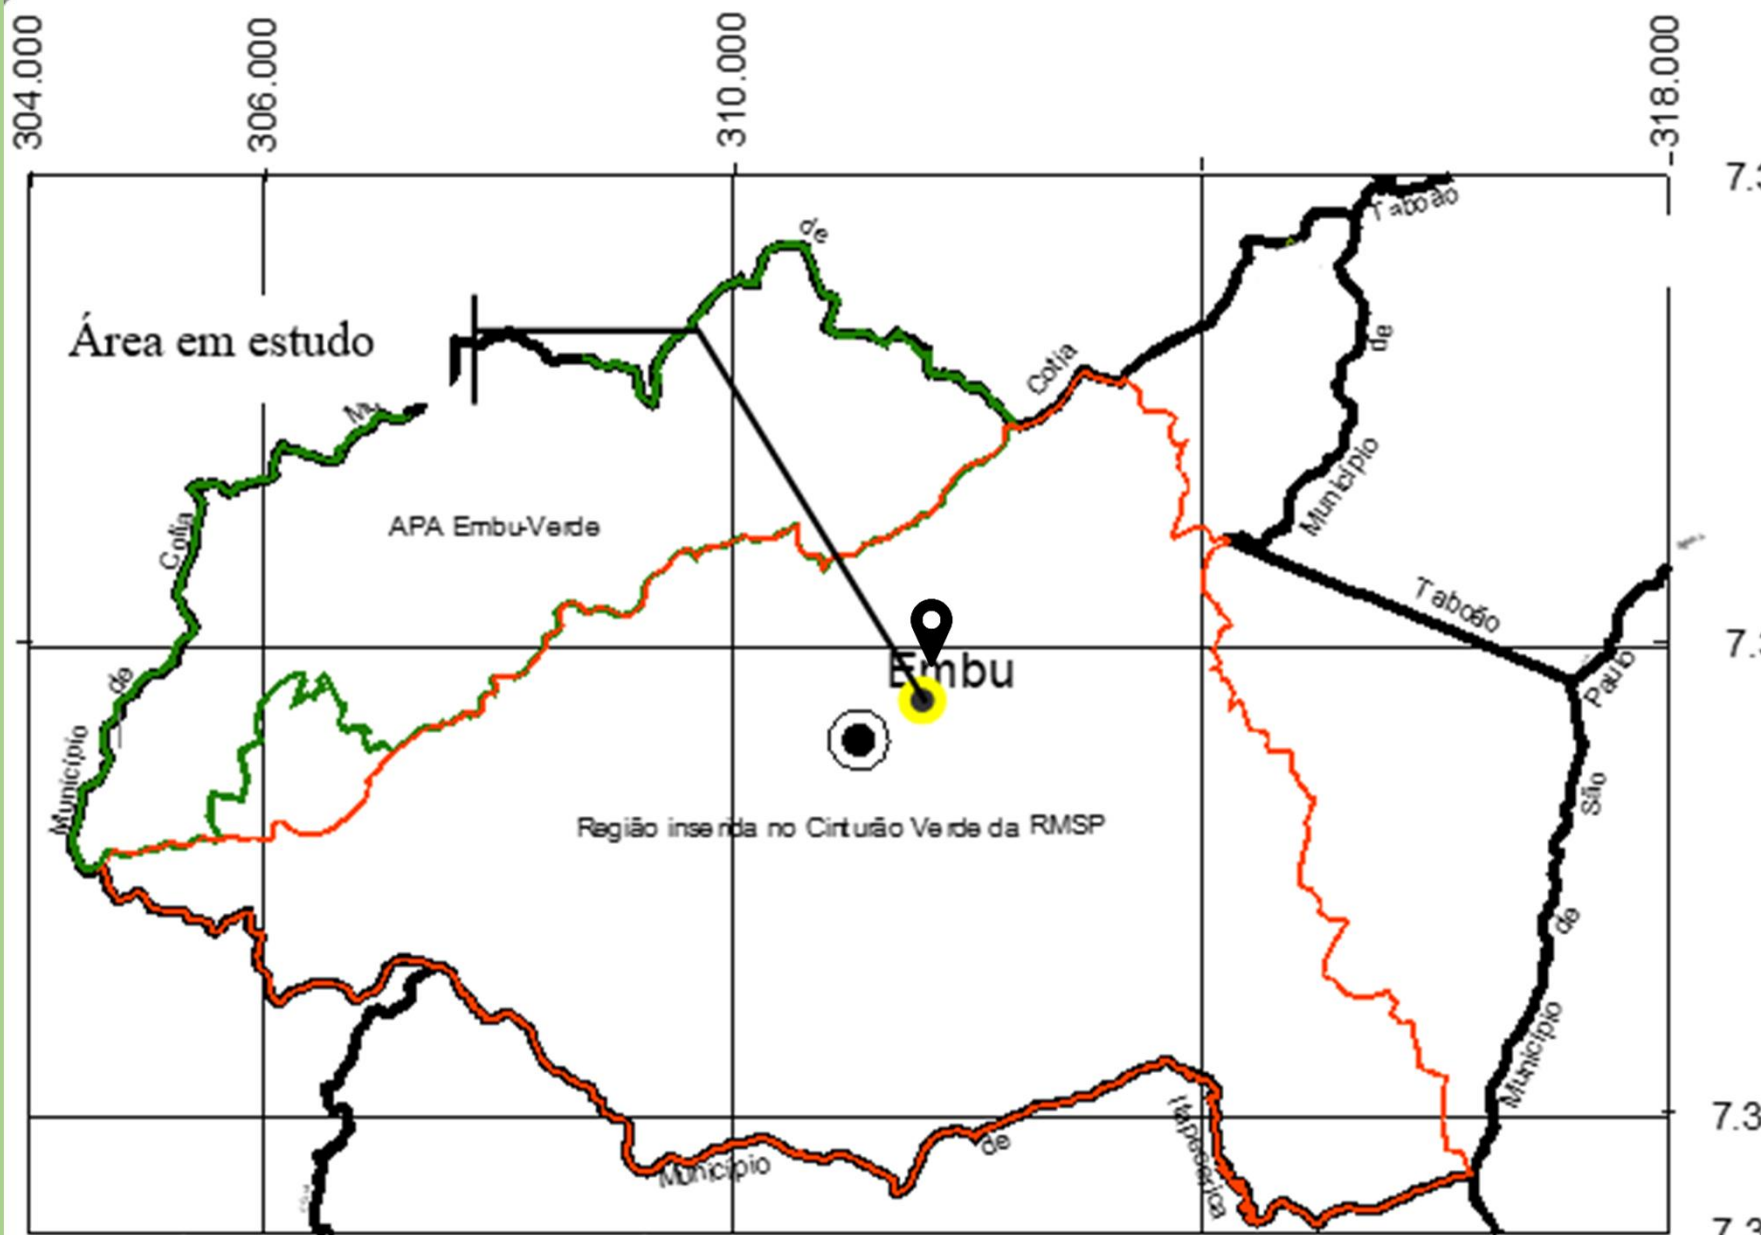 304.000
306.000
310.000
318.000
Taboão
de
Área em estudo
de
Cotia
Município
APA Embu-Verde
Cotia
Taboão
Embu
Paulo
de
Município
São
Região inserida no Cinturão Verde da RMSP
de
Município
Município
de
Itapecerica